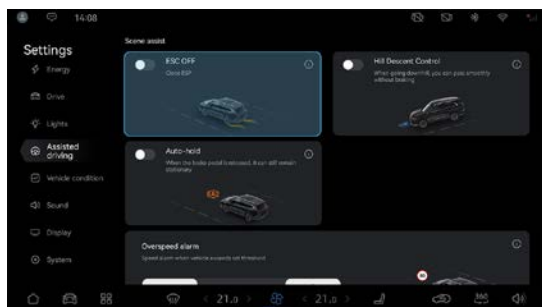 14:08
Settings
Energy
Drive
Lights
Assisted
driving
Vehicle condition
Sound
Display
System
Scene assist
ESC OFF
Close ESP
Hill Descent Control
When going downhill, you can pass smoothly
without braking
Auto-hold
When the brake pedal is released, it can still remain
stationary
Overspeed alarm
Speed alarm when vehicle exceeds set threshold
21.0
21.0
360